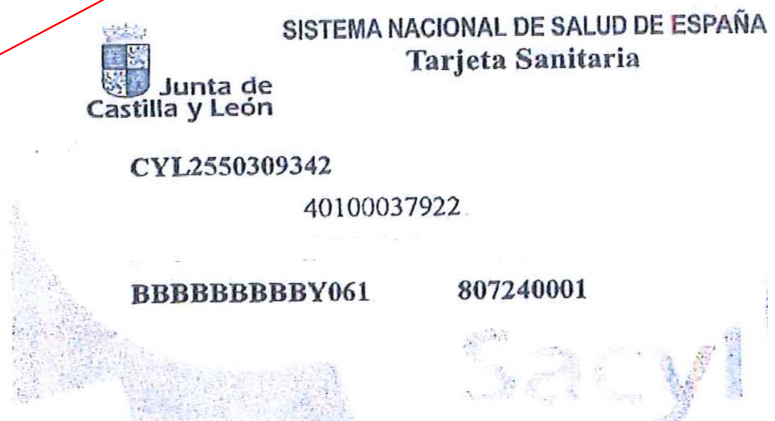 SISTEMA NACIONAL DE SALUD DE ESPAÑA
Tarjeta Sanitaria
Junta de
Castilla y León
CYL2550309342
40100037922
BBBBBBBBBY061 807240001
Sacyl